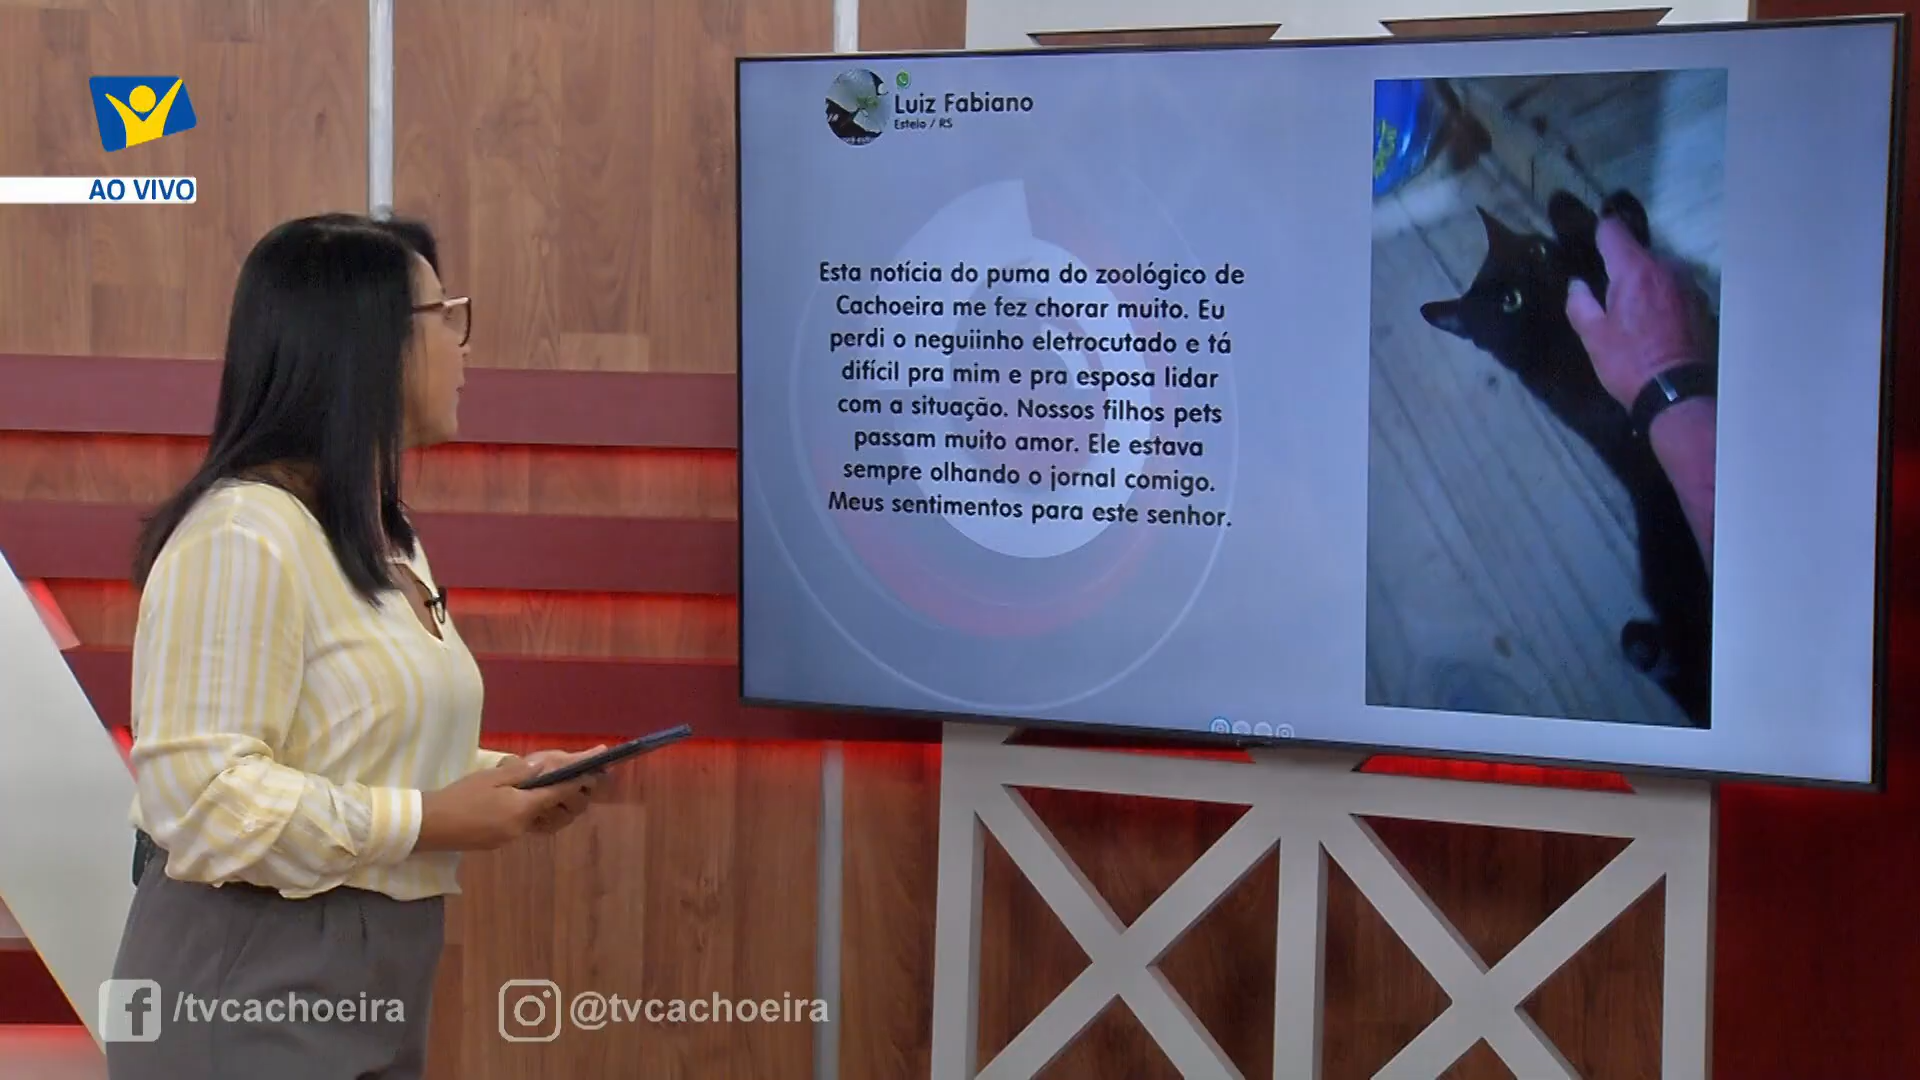 AO VIVO
Luiz Fabiano
Esteio / RS
Esta notícia do puma do zoológico de
Cachoeira me fez chorar muito. Eu
perdi o neguiinho eletrocutado e tá
difícil pra mim e pra esposa lidar
com a situação. Nossos filhos pets
passam muito amor. Ele estava
sempre olhando o jornal comigo.
Meus sentimentos para este senhor.
/tvcachoeira
@tvcachoeira